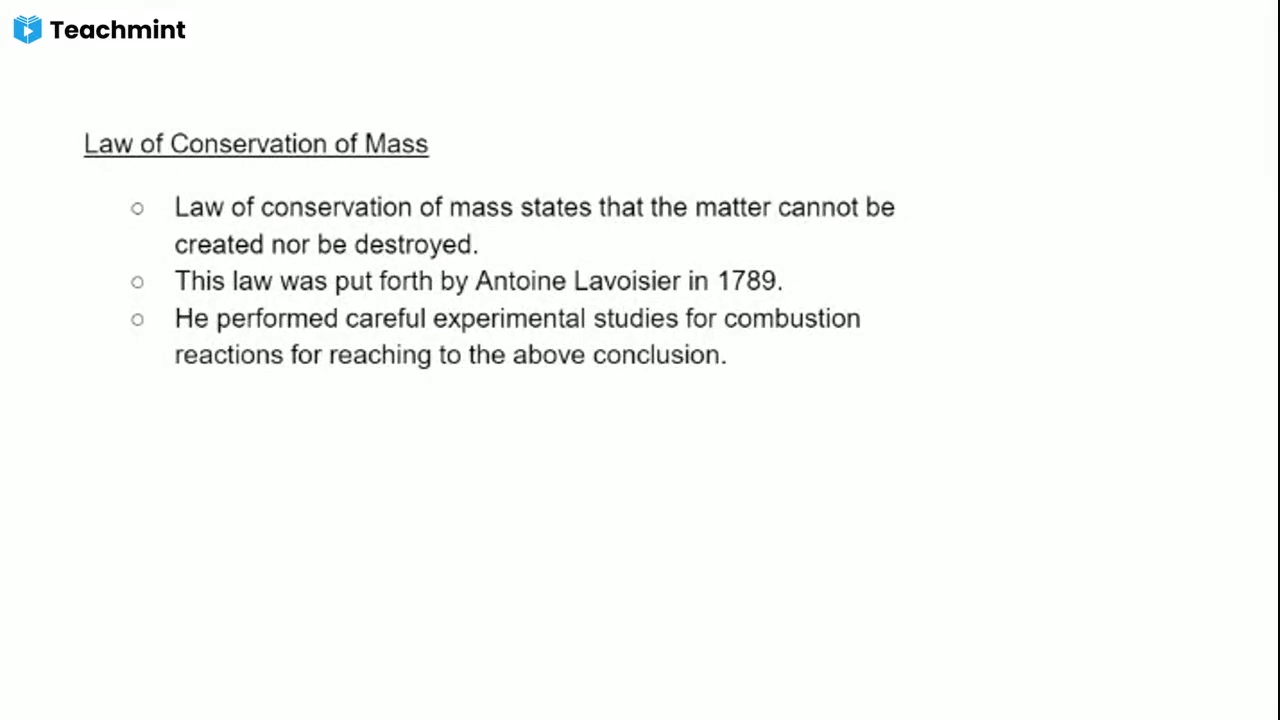 Teachmint
Law of Conservation of Mass
○ Law of conservation of mass states that the matter cannot be
created nor be destroyed.
○ This law was put forth by Antoine Lavoisier in 1789.
○ He performed careful experimental studies for combustion
reactions for reaching to the above conclusion.